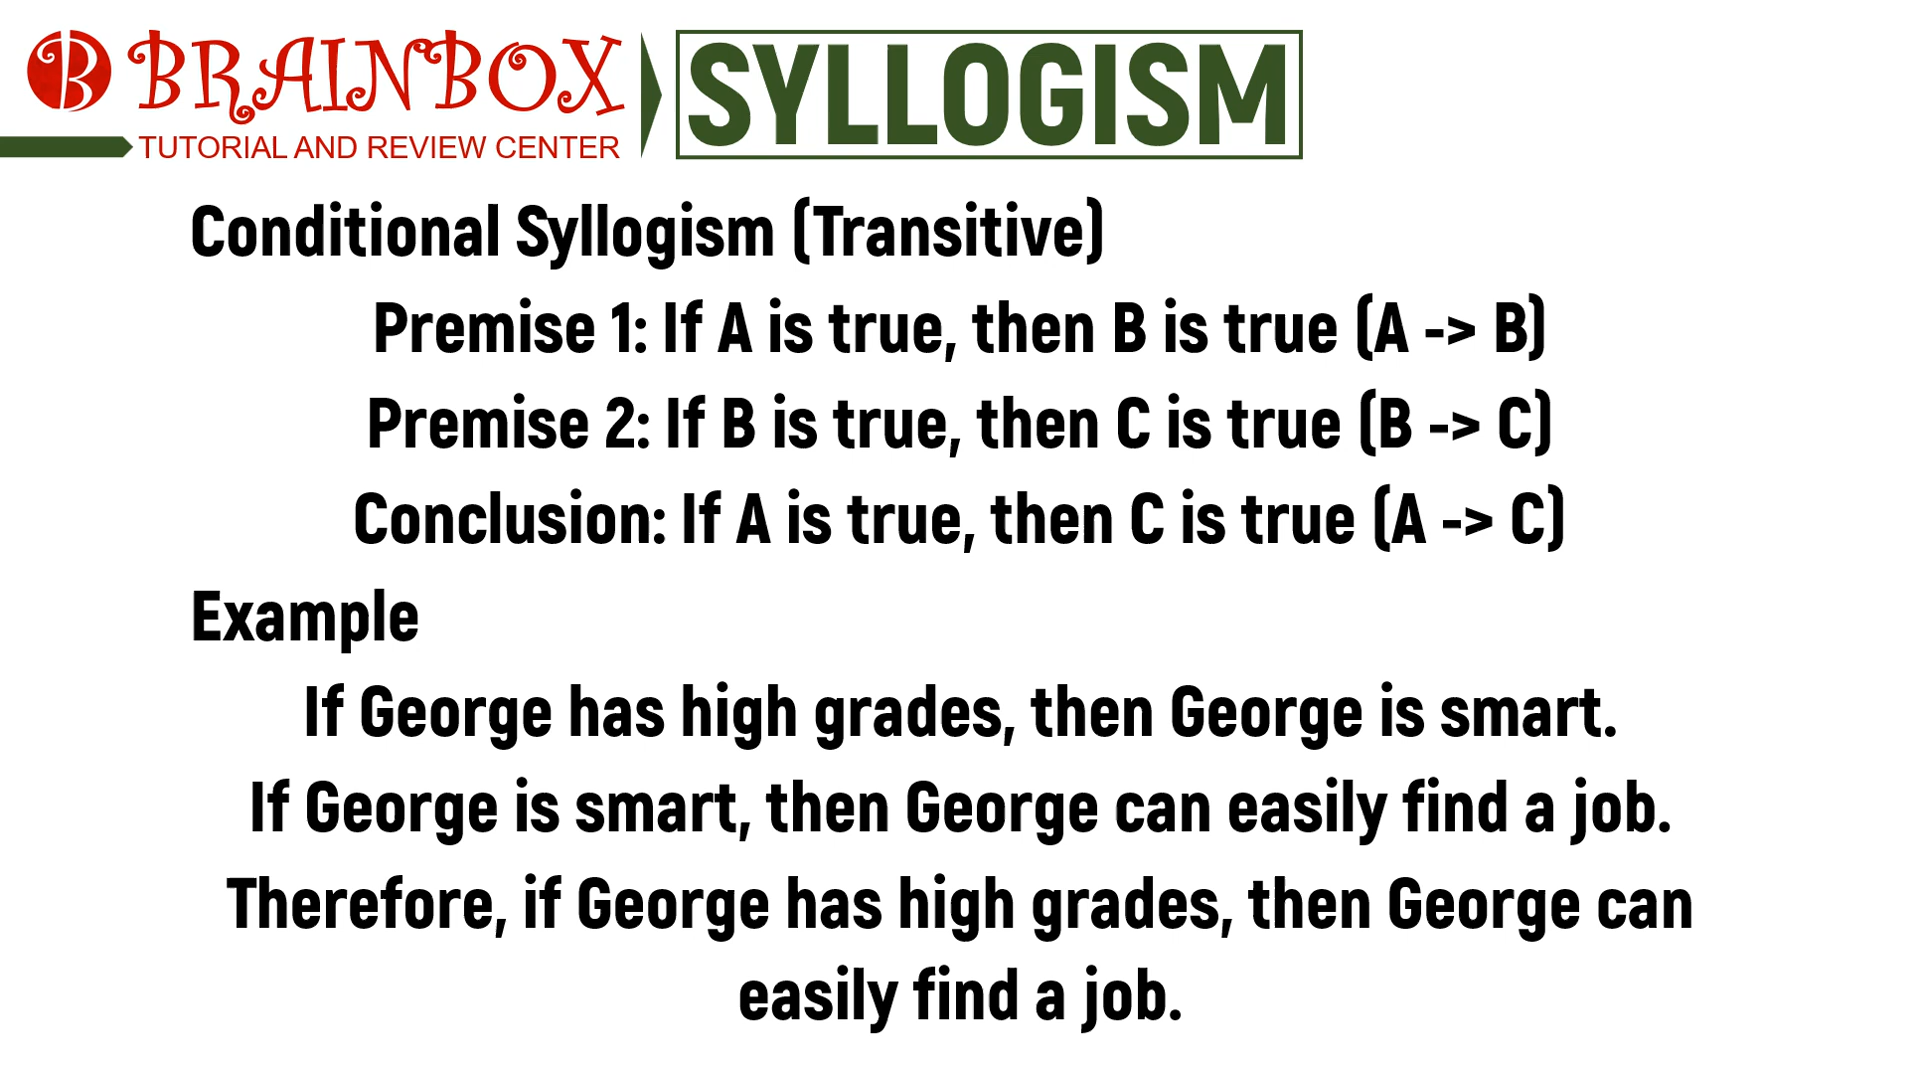 B BRAINBOX
TUTORIAL AND REVIEW CENTER
SYLLOGISM
Conditional Syllogism (Transitive)
Premise 1: If A is true, then B is true (A -> B)
Premise 2: If B is true, then C is true (B -> C)
Conclusion: If A is true, then C is true (A -> C)
Example
If George has high grades, then George is smart.
If George is smart, then George can easily find a job.
Therefore, if George has high grades, then George can
easily find a job.